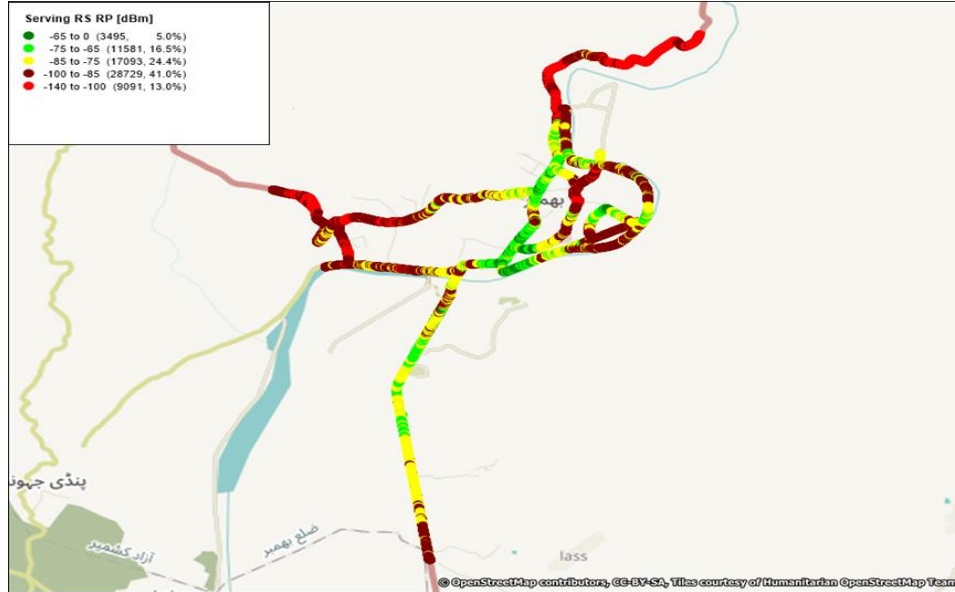 Serving RS RP [dBm]
-65 to 0 (3495, 5.0%)
-75 to -65 (11581, 16.5%)
-85 to -75 (17093, 24.4%)
-100 to -85 (28729, 41.0%)
-140 to -100 (9091, 13.0%)
بھمبر
پنڈی جہونـ
آزاد کشمیر
ضلع بھمبر
lass
© OpenStreetMap contributors, CC-BY-SA, Tiles courtesy of Humanitarian OpenStreetMap Team